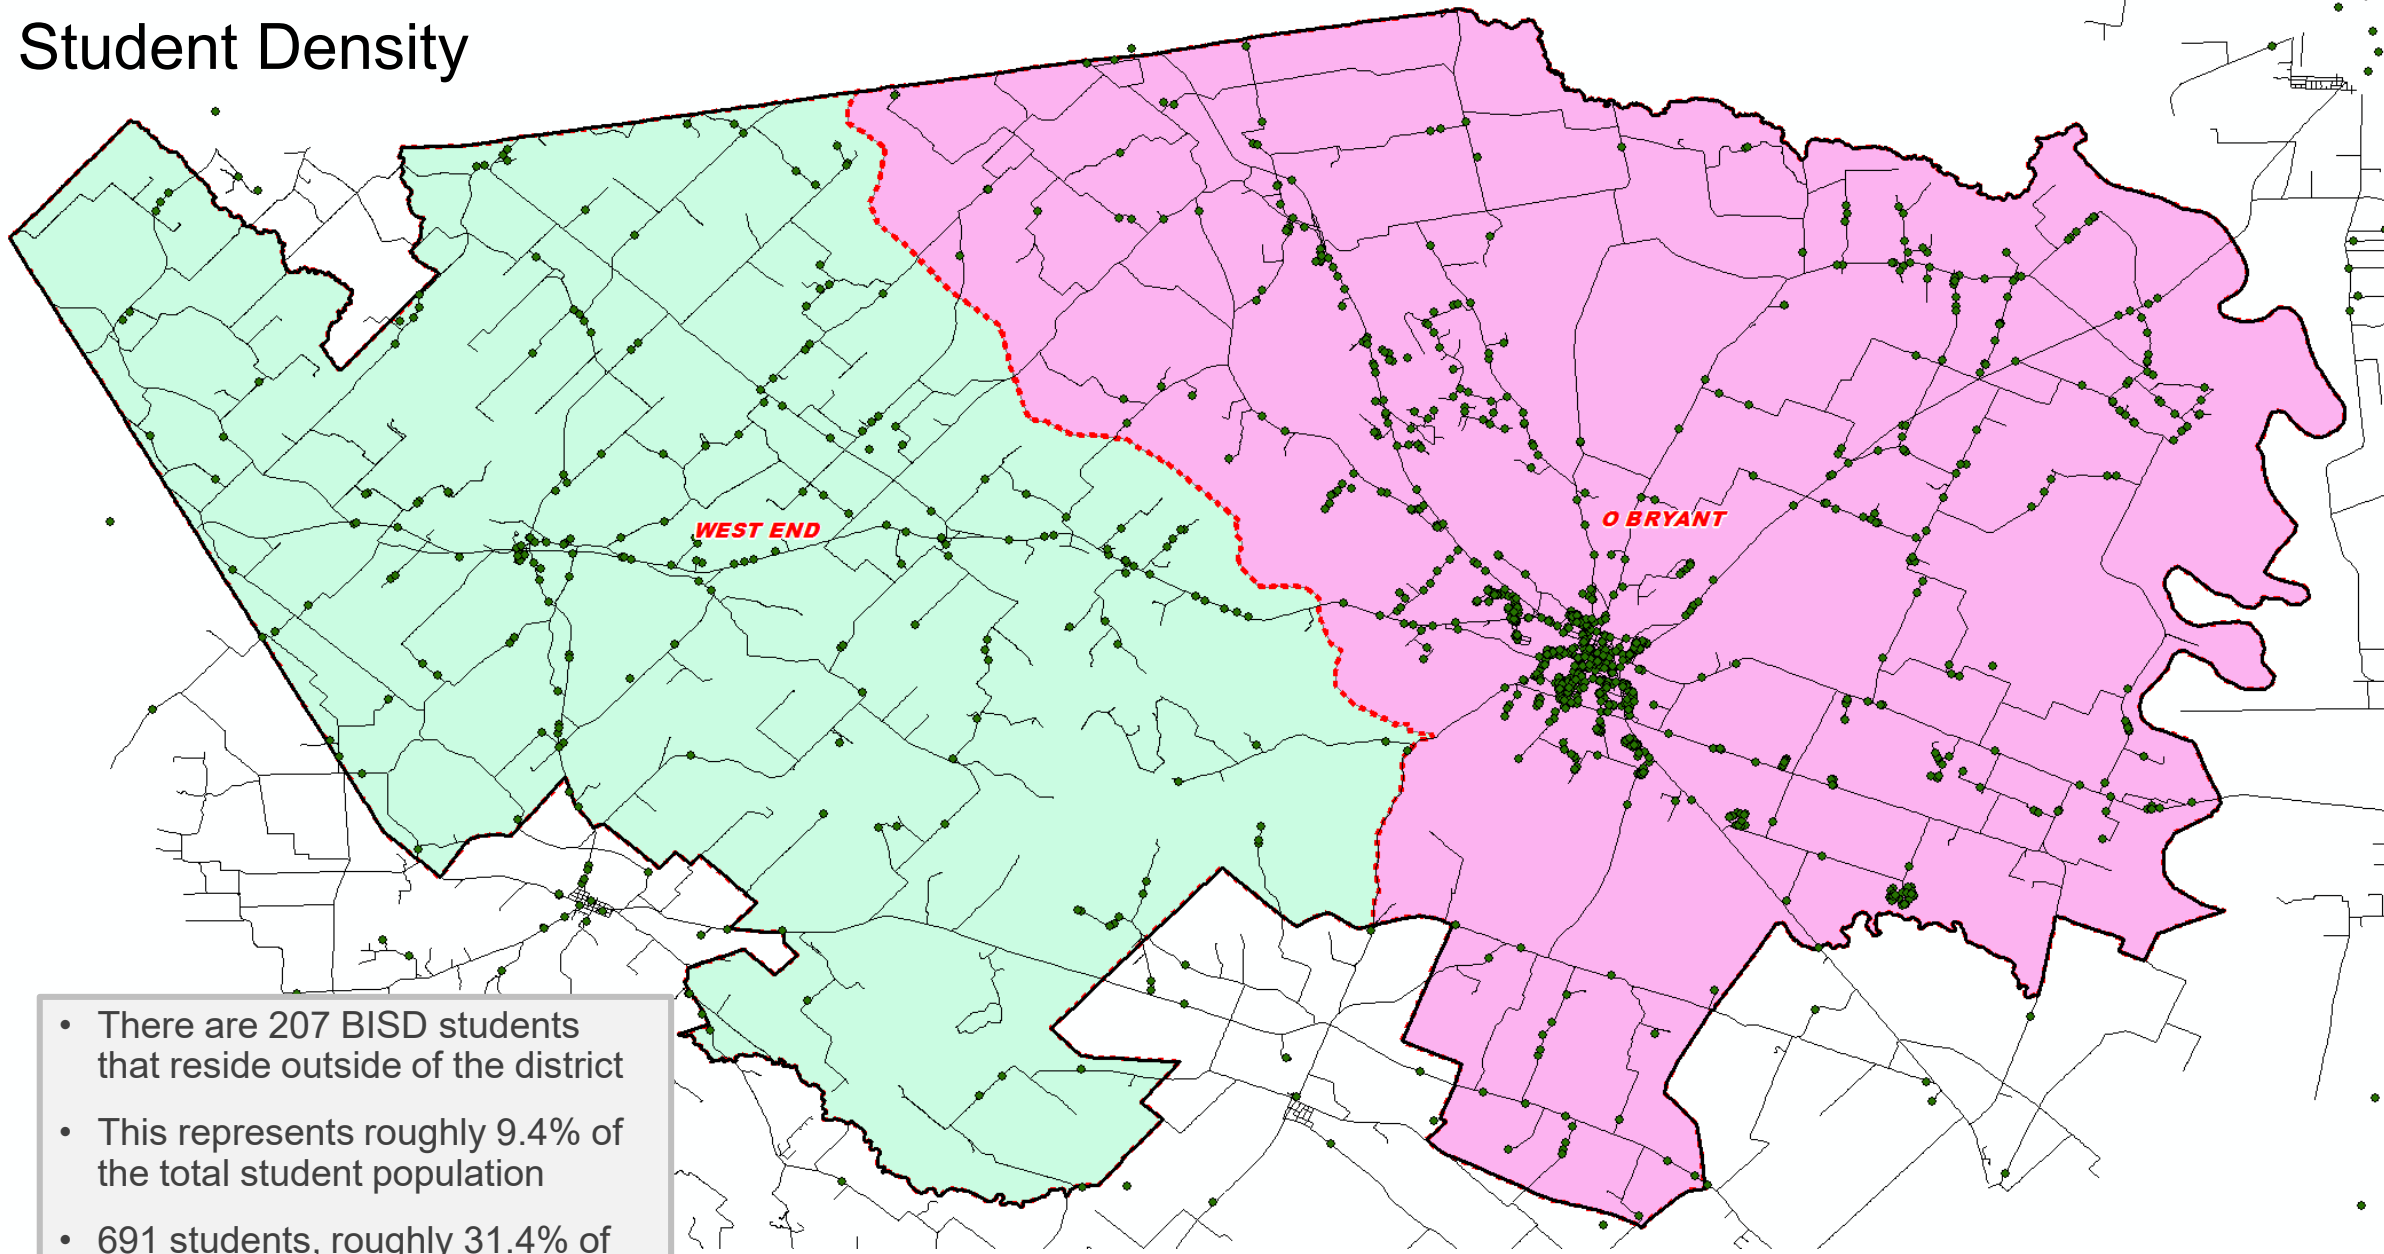 Student Density
WEST END
O BRYANT
• There are 207 BISD students
that reside outside of the district
• This represents roughly 9.4% of
the total student population
• 691 students, roughly 31.4% of